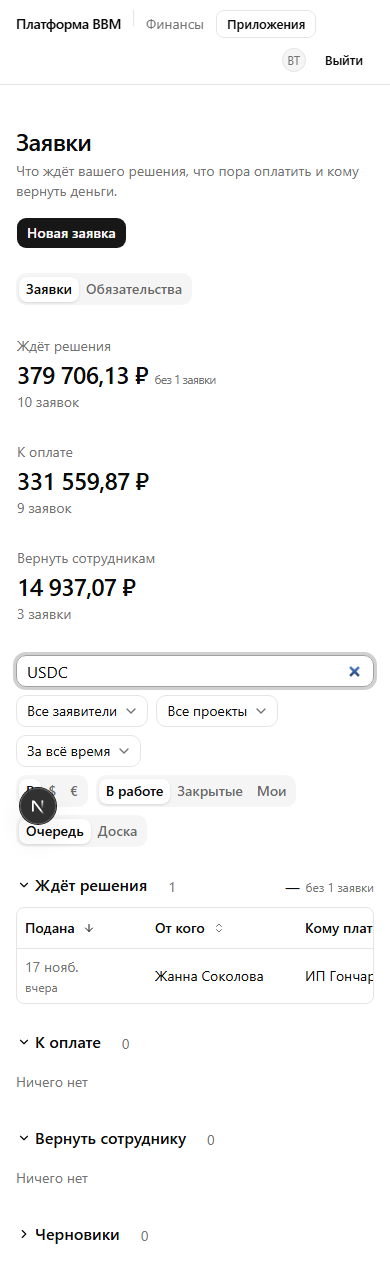 Платформа ВВМ Финансы Приложения
ВТ Выйти
Заявки
Что ждёт вашего решения, что пора оплатить и кому
вернуть деньги.
Новая заявка
Заявки Обязательства
Ждёт решения
379 706,13 ₽ без 1 заявки
10 заявок
К оплате
331 559,87 ₽
9 заявок
Вернуть сотрудникам
14 937,07 ₽
3 заявки
USDC
Все заявители Все проекты
За всё время
$ € В работе Закрытые Мои
N
Очередь Доска
Ждёт решения 1 — без 1 заявки
Подана От кого Кому плат
17 нояб. Жанна Соколова ИП Гончар
вчера
К оплате 0
Ничего нет
Вернуть сотруднику 0
Ничего нет
Черновики 0